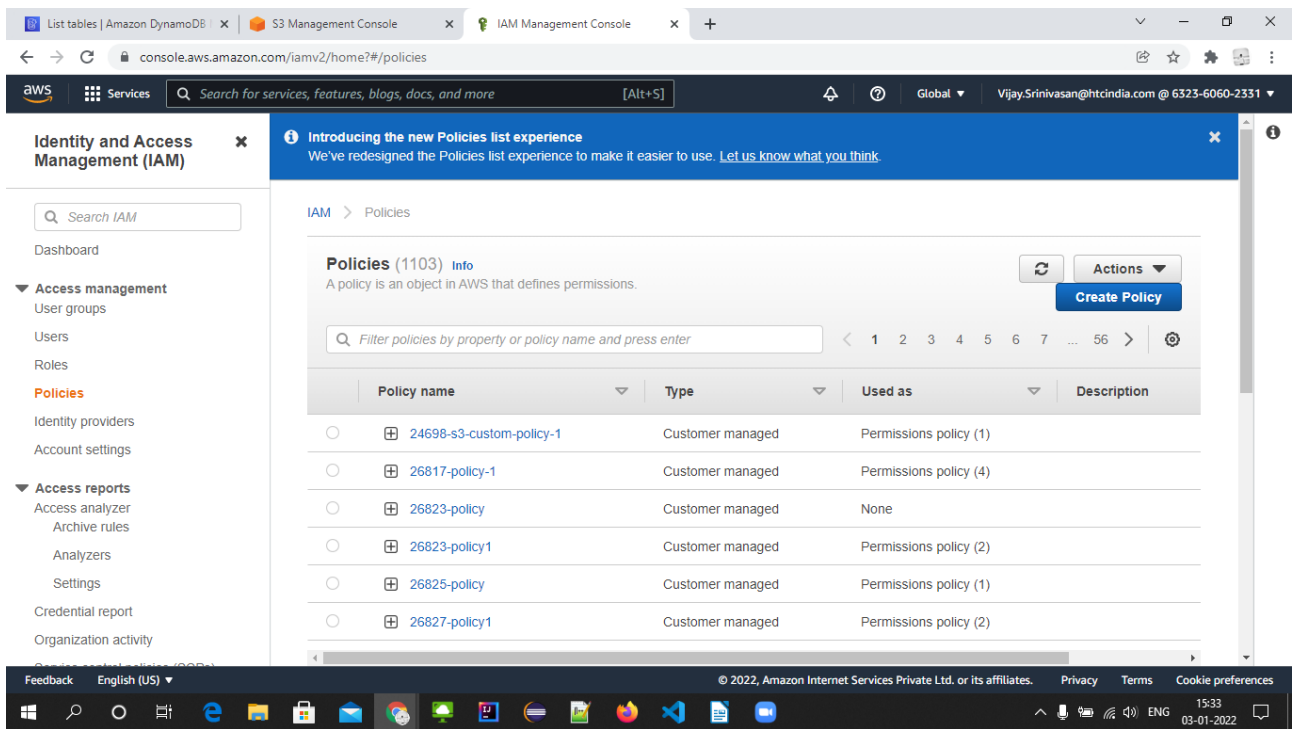 List tables | Amazon DynamoDB
S3 Management Console
IAM Management Console
console.aws.amazon.com/iamv2/home?#/policies
aws
Services
Search for services, features, blogs, docs, and more
[Alt+S]
Global
Vijay.Srinivasan@htcindia.com @ 6323-6060-2331
Identity and Access
Management (IAM)
Search IAM
Dashboard
Access management
User groups
Users
Roles
Policies
Identity providers
Account settings
Access reports
Access analyzer
Archive rules
Analyzers
Settings
Credential report
Organization activity
Introducing the new Policies list experience
We've redesigned the Policies list experience to make it easier to use. Let us know what you think.
IAM > Policies
Policies (1103) Info
A policy is an object in AWS that defines permissions.
Actions
Create Policy
Filter policies by property or policy name and press enter
< 1 2 3 4 5 6 7 ... 56 >
Policy name Type Used as Description
24698-s3-custom-policy-1 Customer managed Permissions policy (1)
26817-policy-1 Customer managed Permissions policy (4)
26823-policy Customer managed None
26823-policy1 Customer managed Permissions policy (2)
26825-policy Customer managed Permissions policy (1)
26827-policy1 Customer managed Permissions policy (2)
Feedback English (US)
© 2022, Amazon Internet Services Private Ltd. or its affiliates. Privacy Terms Cookie preferences
ENG
15:33
03-01-2022